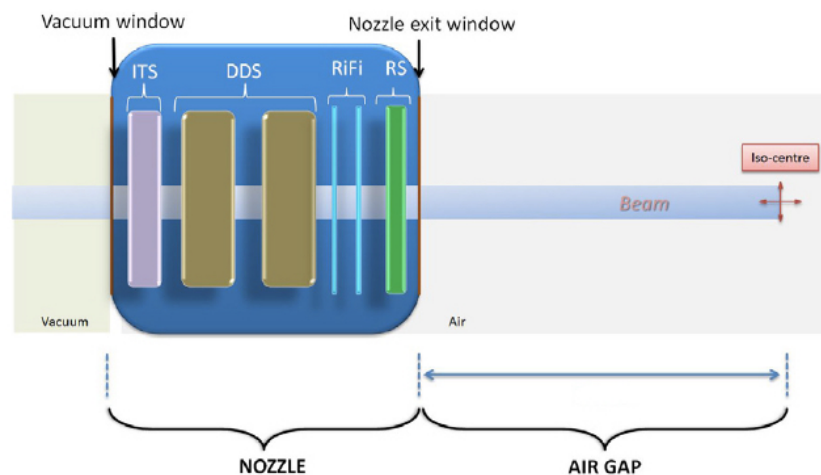 Vacuum window
Nozzle exit window
ITS
DDS
RiFi
RS
Iso-centre
Beam
Vacuum
Air
NOZZLE
AIR GAP